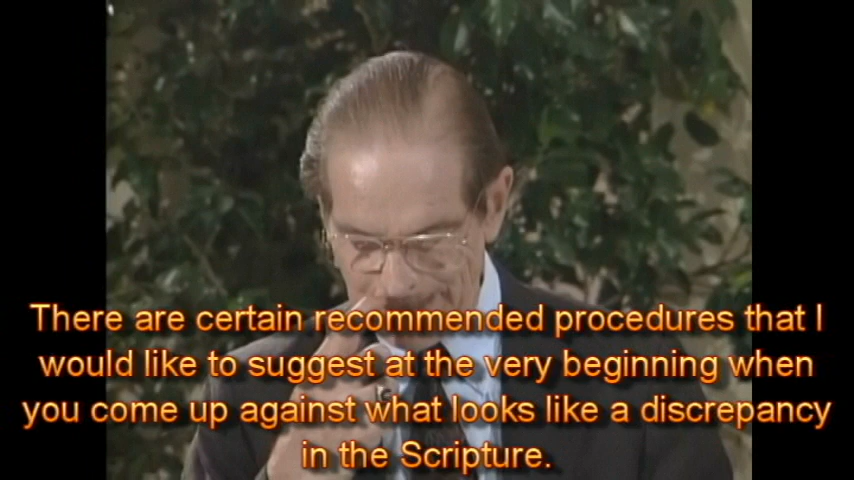 There are certain recommended procedures that I
would like to suggest at the very beginning when
you come up against what looks like a discrepancy
in the Scripture.